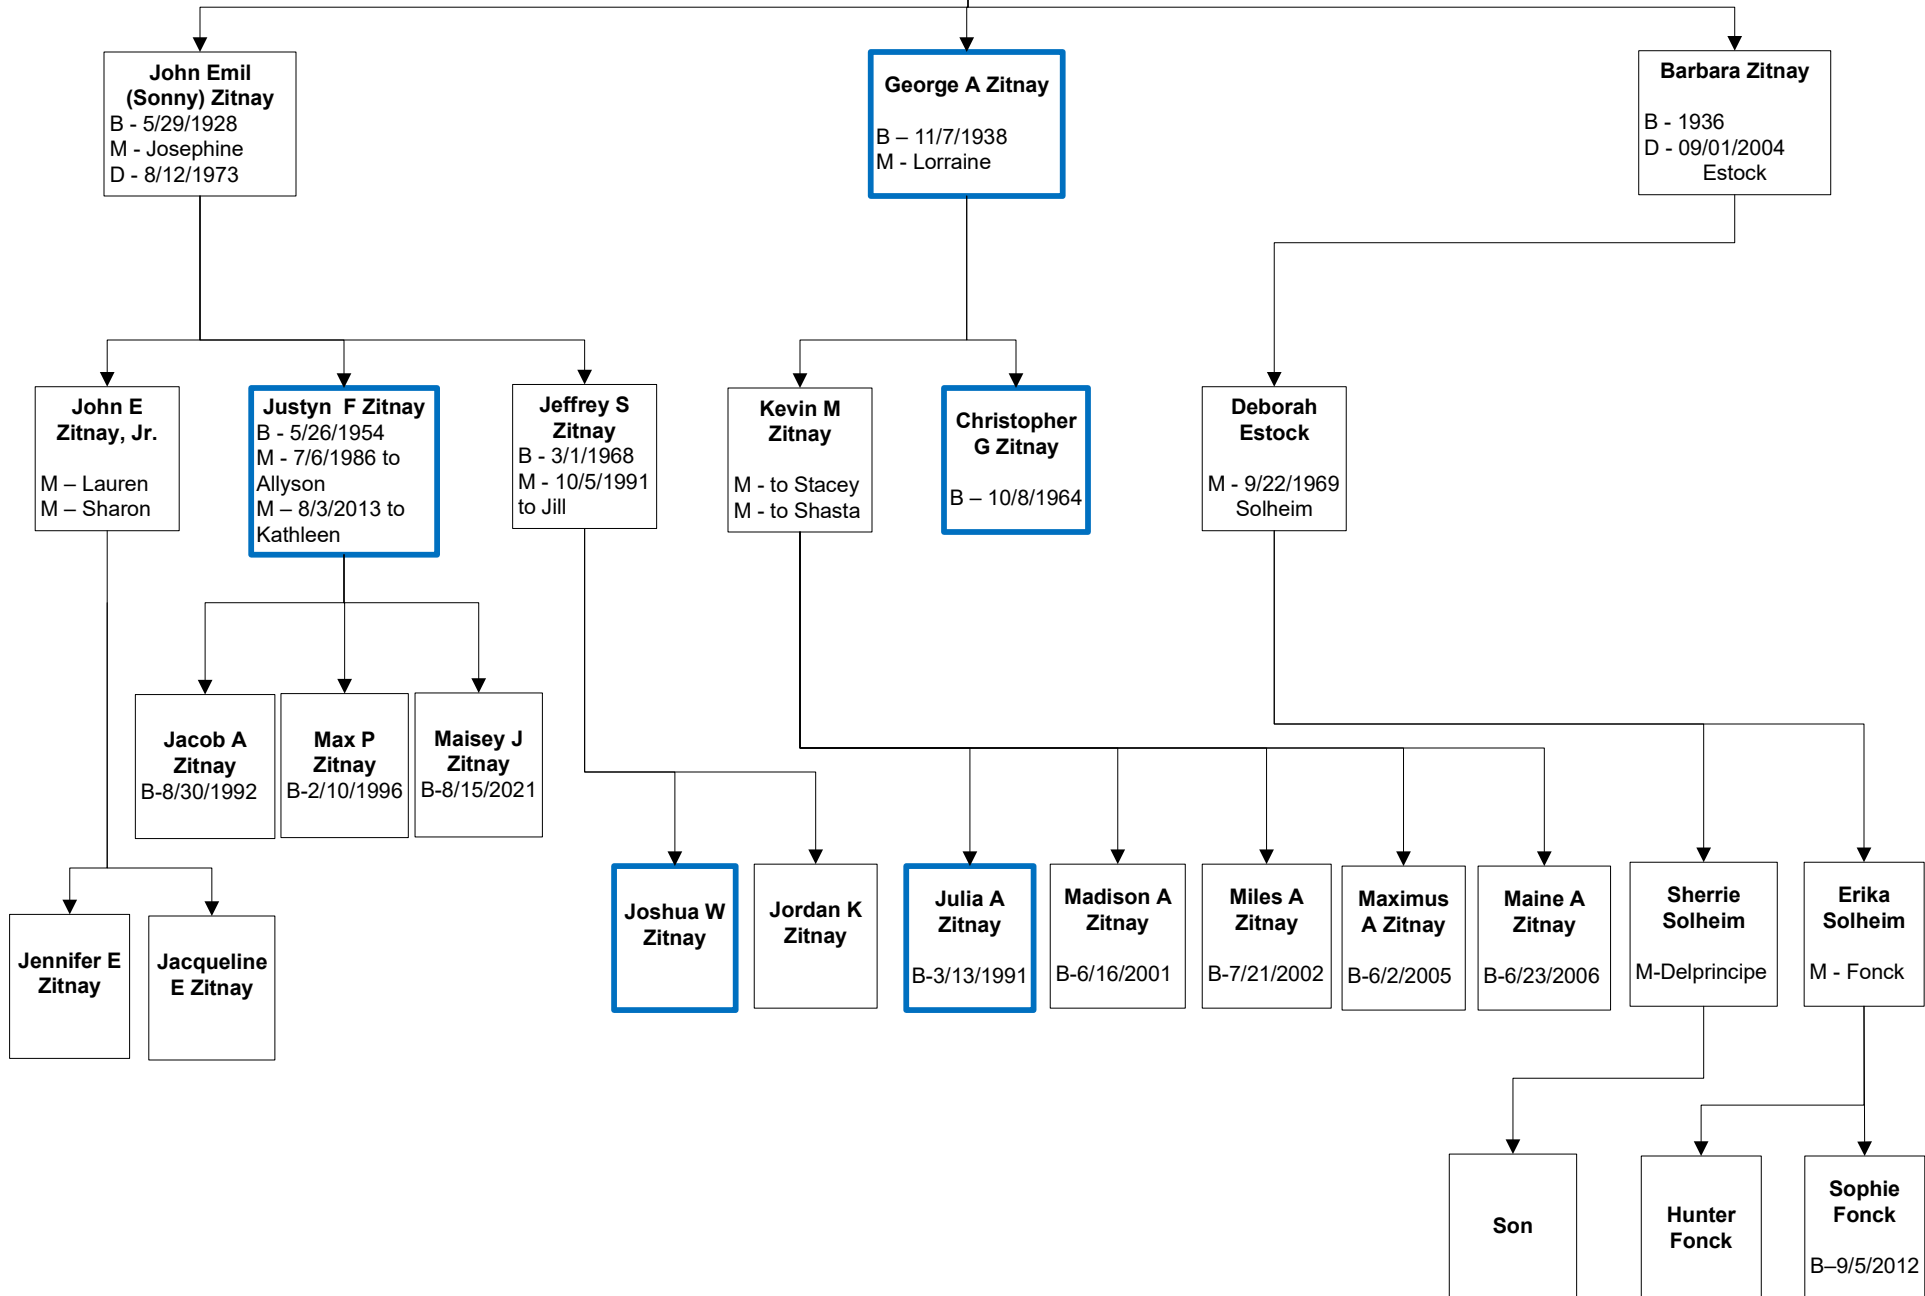 John Emil
(Sonny) Zitnay
B - 5/29/1928
M - Josephine
D - 8/12/1973
George A Zitnay
B – 11/7/1938
M - Lorraine
Barbara Zitnay
B - 1936
D - 09/01/2004
Estock
John E
Zitnay, Jr.
M – Lauren
M – Sharon
Justyn F Zitnay
B - 5/26/1954
M - 7/6/1986 to
Allyson
M – 8/3/2013 to
Kathleen
Jeffrey S
Zitnay
B - 3/1/1968
M - 10/5/1991
to Jill
Kevin M
Zitnay
M - to Stacey
M - to Shasta
Christopher
G Zitnay
B – 10/8/1964
Deborah
Estock
M - 9/22/1969
Solheim
Jacob A
Zitnay
B-8/30/1992
Max P
Zitnay
B-2/10/1996
Maisey J
Zitnay
B-8/15/2021
Jennifer E
Zitnay
Jacqueline
E Zitnay
Joshua W
Zitnay
Jordan K
Zitnay
Julia A
Zitnay
B-3/13/1991
Madison A
Zitnay
B-6/16/2001
Miles A
Zitnay
B-7/21/2002
Maximus
A Zitnay
B-6/2/2005
Maine A
Zitnay
B-6/23/2006
Sherrie
Solheim
M-Delprincipe
Erika
Solheim
M - Fonck
Son
Hunter
Fonck
Sophie
Fonck
B–9/5/2012